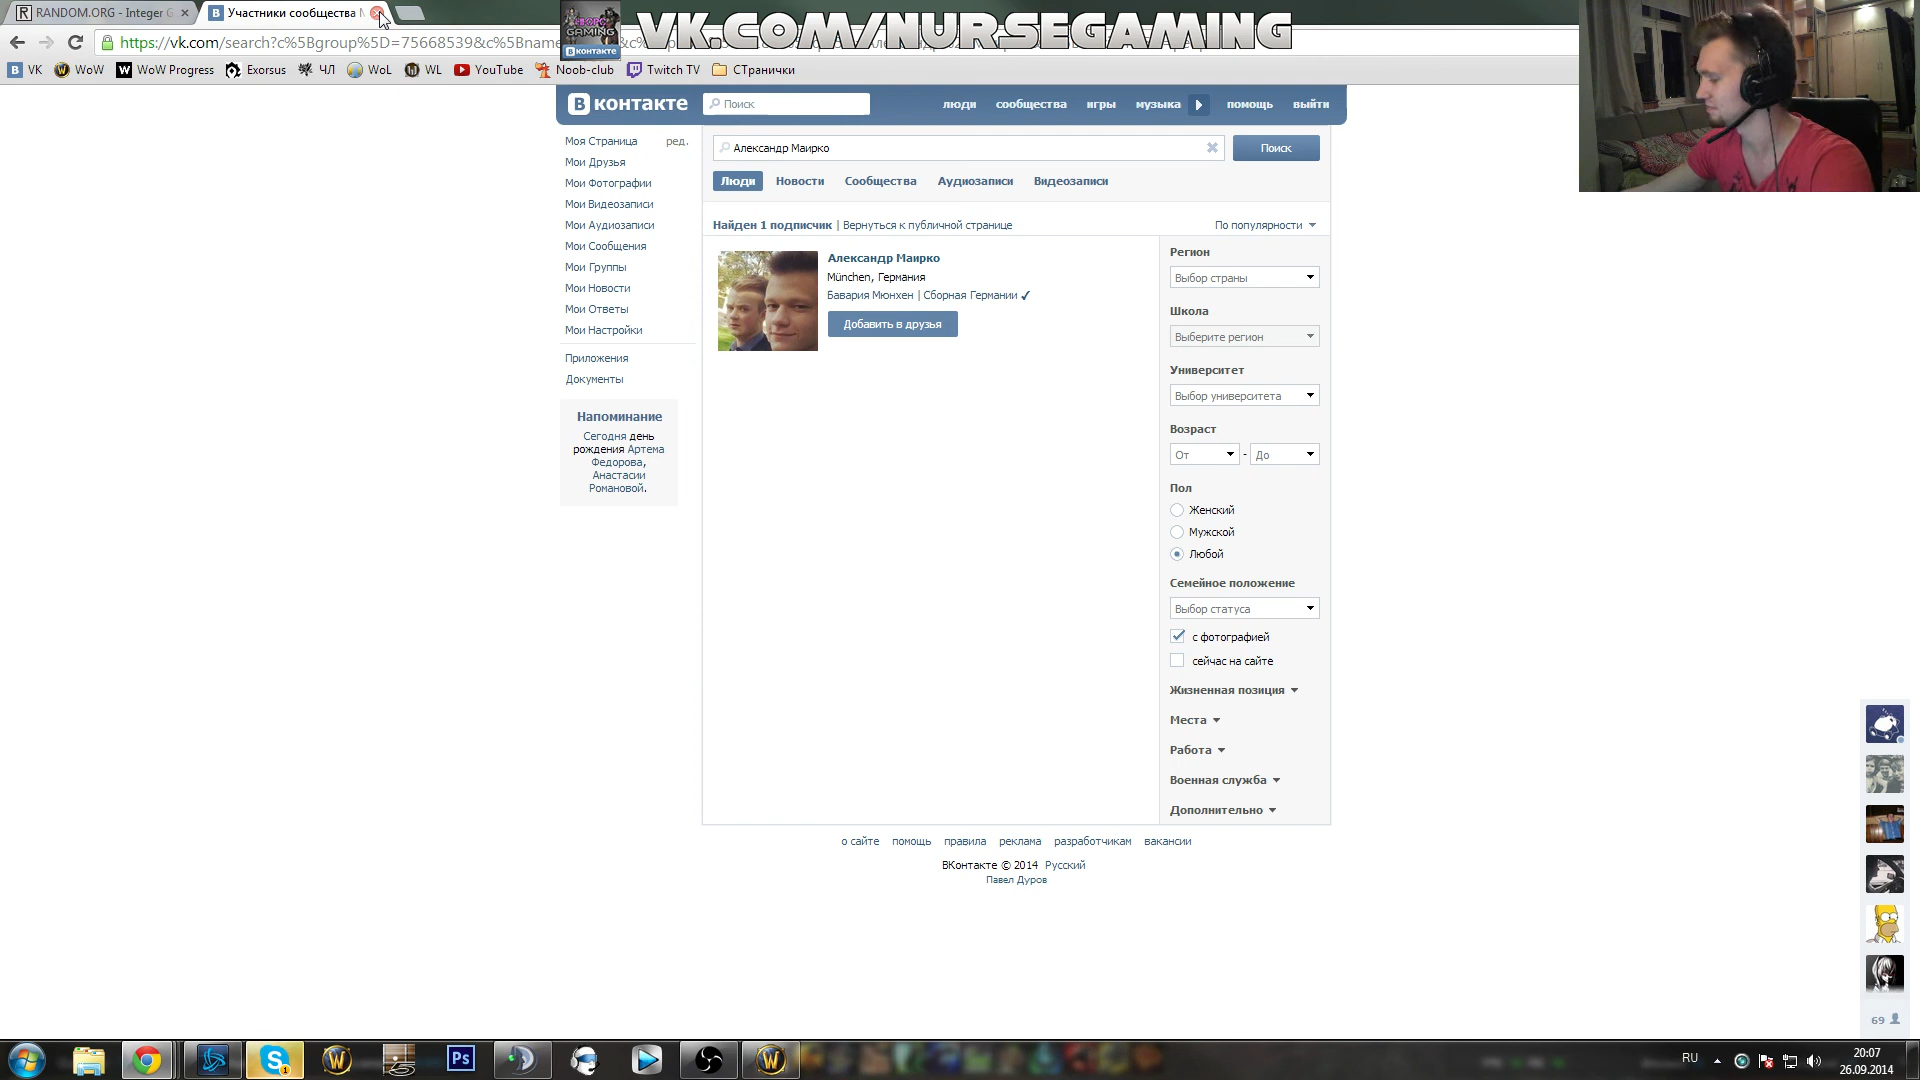 RANDOM.ORG - Integer G
Участники сообщества
VK.COM/NURSEGAMING
GAMING
вконтакте
https://vk.com/search?c%5Bgroup%5D=75668539&c%5Bname
VK
WoW
WoW Progress
Exorsus
ЧЛ
WoL
WL
YouTube
Noob-club
Twitch TV
СТранички
В контакте
Поиск
люди
сообщества
игры
музыка
помощь
выйти
Моя Страница
ред.
Мои Друзья
Мои Фотографии
Мои Видеозаписи
Мои Аудиозаписи
Мои Сообщения
Мои Группы
Мои Новости
Мои Ответы
Мои Настройки
Приложения
Документы
Напоминание
Сегодня день
рождения Артема
Федорова,
Анастасии
Романовой.
Александр Маирко
Поиск
Люди
Новости
Сообщества
Аудиозаписи
Видеозаписи
Найден 1 подписчик | Вернуться к публичной странице
По популярности
Александр Маирко
München, Германия
Бавария Мюнхен | Сборная Германии ✓
Добавить в друзья
Регион
Выбор страны
Школа
Выберите регион
Университет
Выбор университета
Возраст
От - До
Пол
Женский
Мужской
Любой
Семейное положение
Выбор статуса
с фотографией
сейчас на сайте
Жизненная позиция
Места
Работа
Военная служба
Дополнительно
о сайте помощь правила реклама разработчикам вакансии
ВКонтакте © 2014 Русский
Павел Дуров
69
RU
20:07
26.09.2014